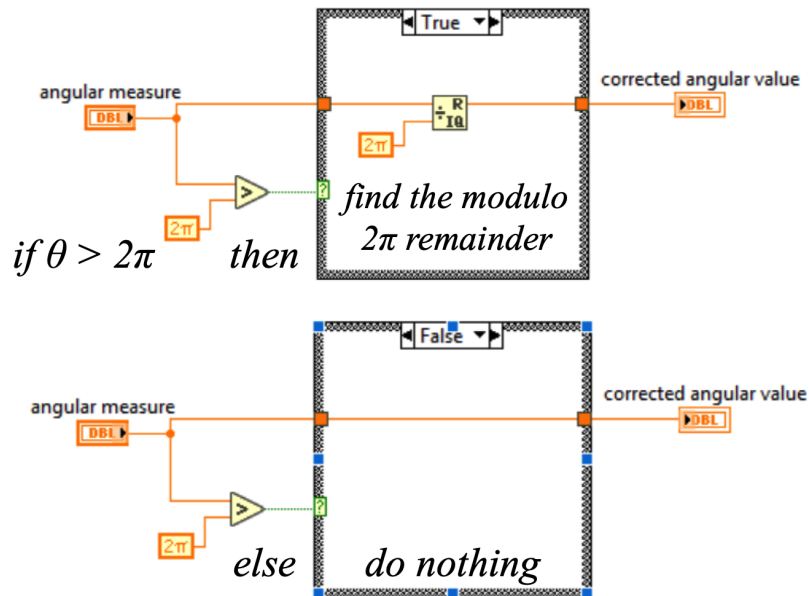 True
angular measure
corrected angular value
DBL
R
÷
IQ
DBL
2π
>
?
find the modulo
2π
2π remainder
if θ > 2π
then
False
angular measure
corrected angular value
DBL
DBL
>
?
2π
else
do nothing